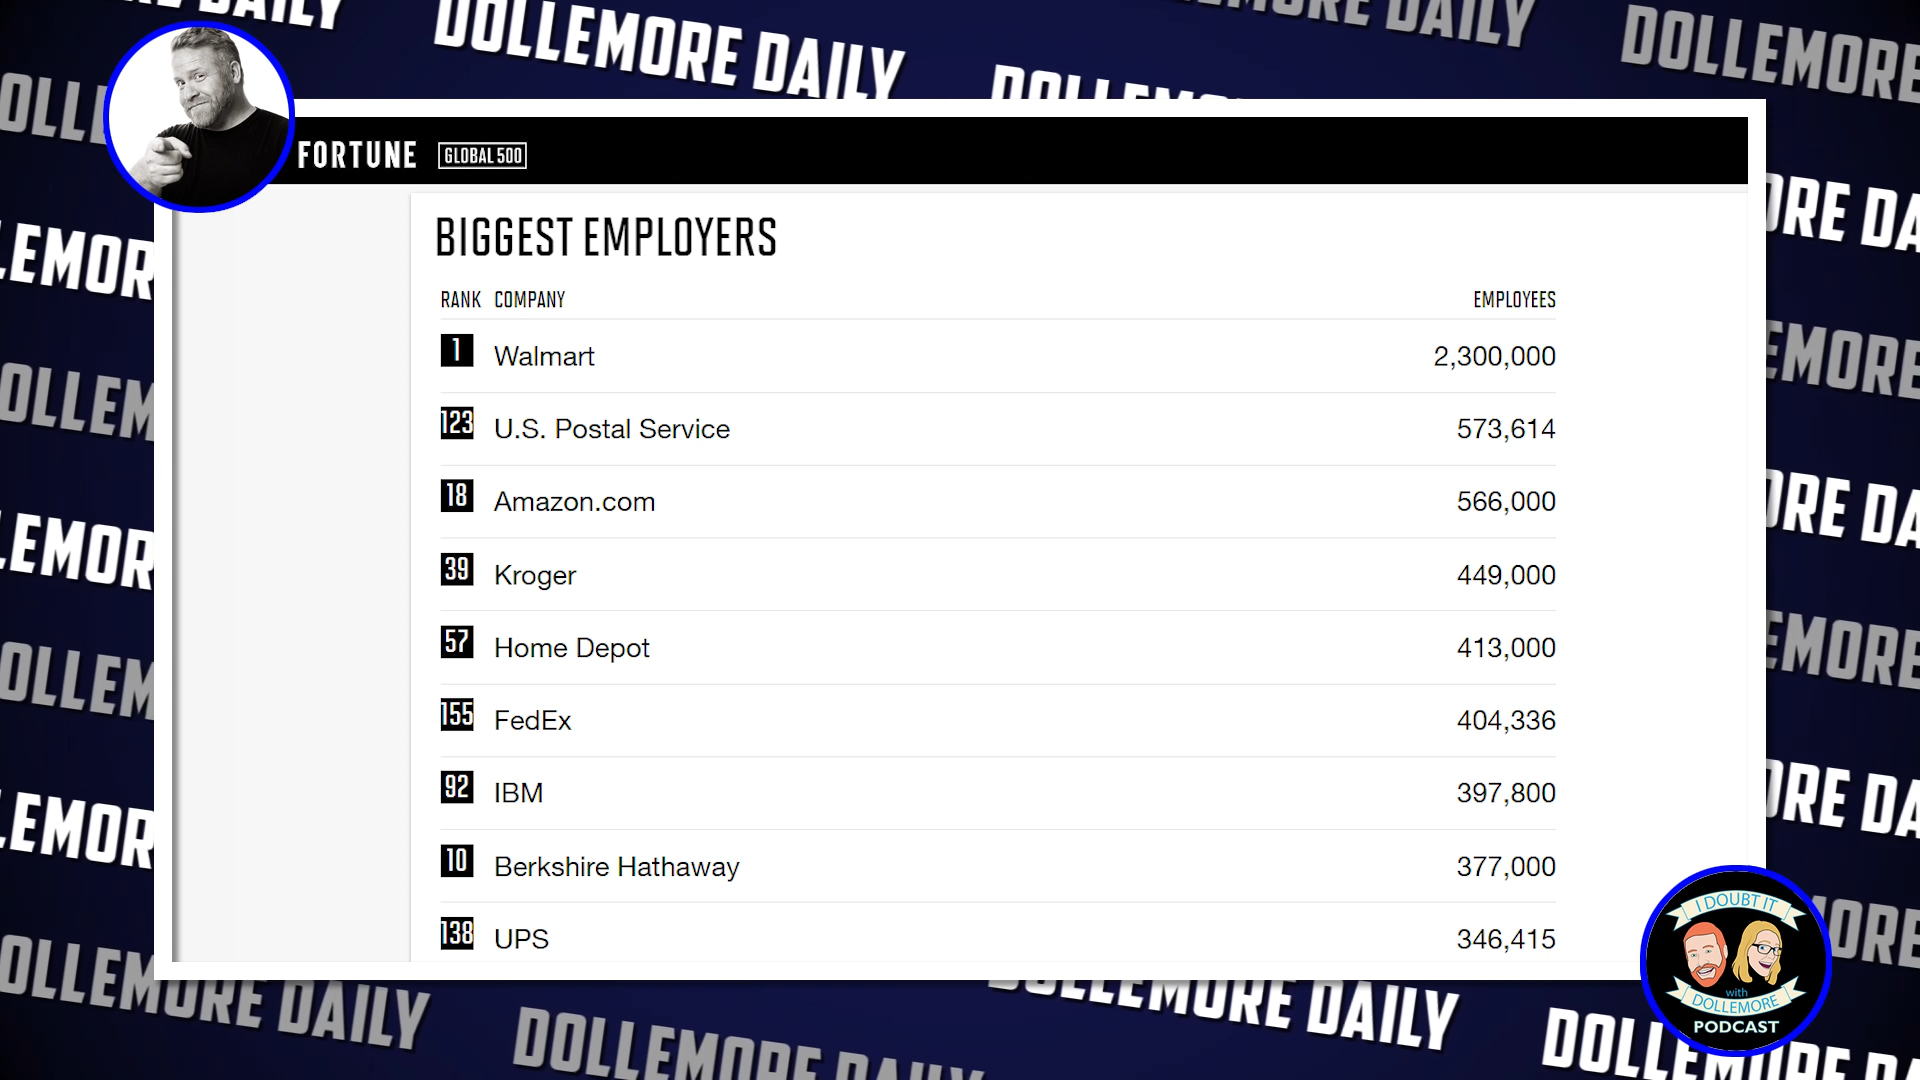 DOLLEMORE DAILY
FORTUNE GLOBAL 500
BIGGEST EMPLOYERS
RANK COMPANY EMPLOYEES
1 Walmart 2,300,000
123 U.S. Postal Service 573,614
18 Amazon.com 566,000
39 Kroger 449,000
57 Home Depot 413,000
155 FedEx 404,336
92 IBM 397,800
10 Berkshire Hathaway 377,000
138 UPS 346,415
I DOUBT IT
with
DOLLEMORE
PODCAST